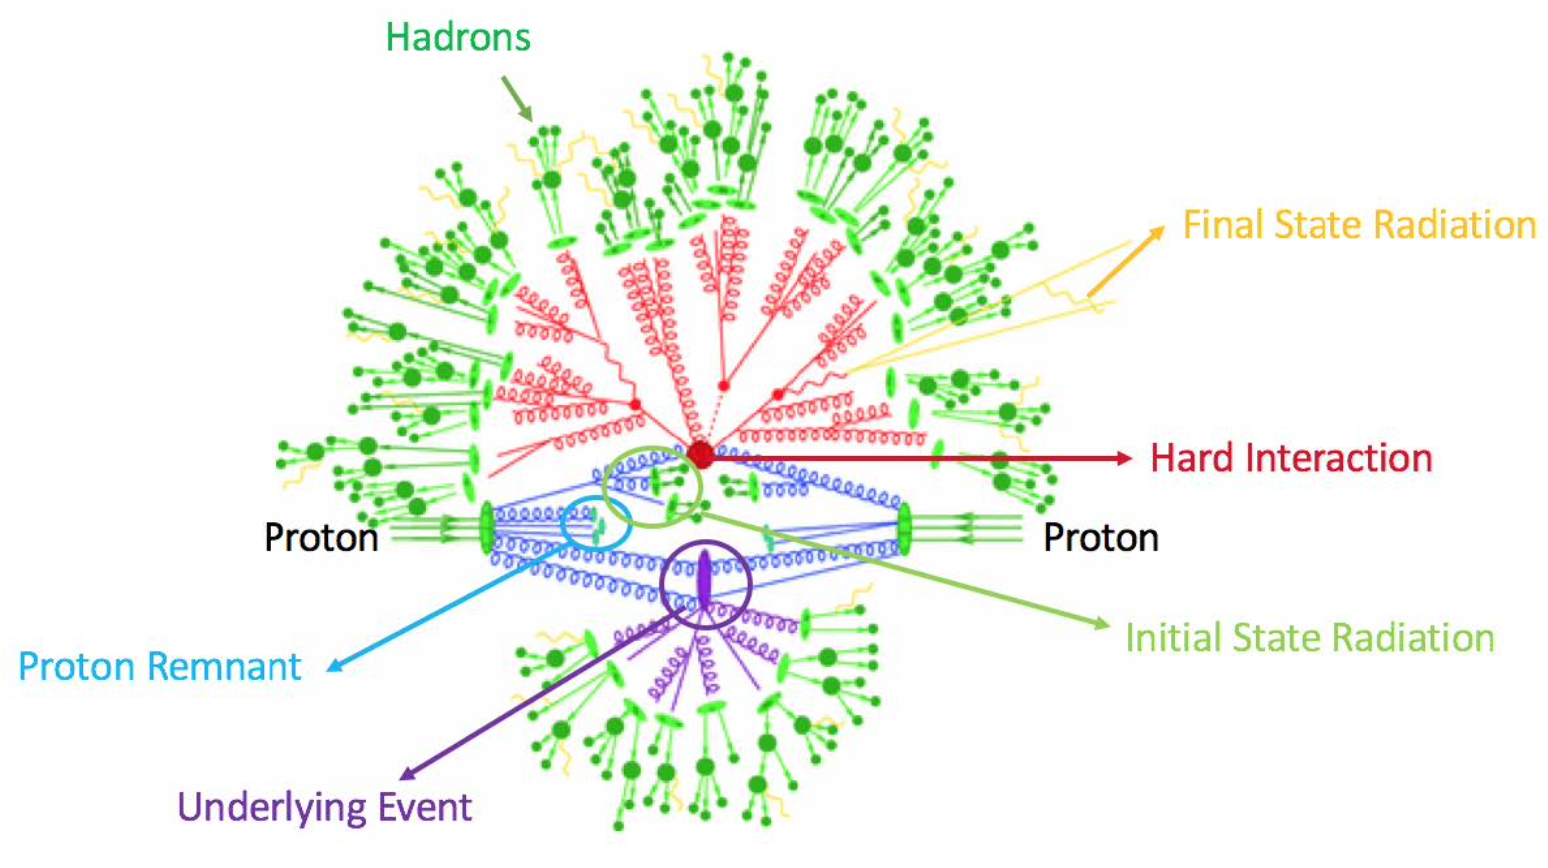 Hadrons
Final State Radiation
Hard Interaction
Proton
Proton
Initial State Radiation
Proton Remnant
Underlying Event